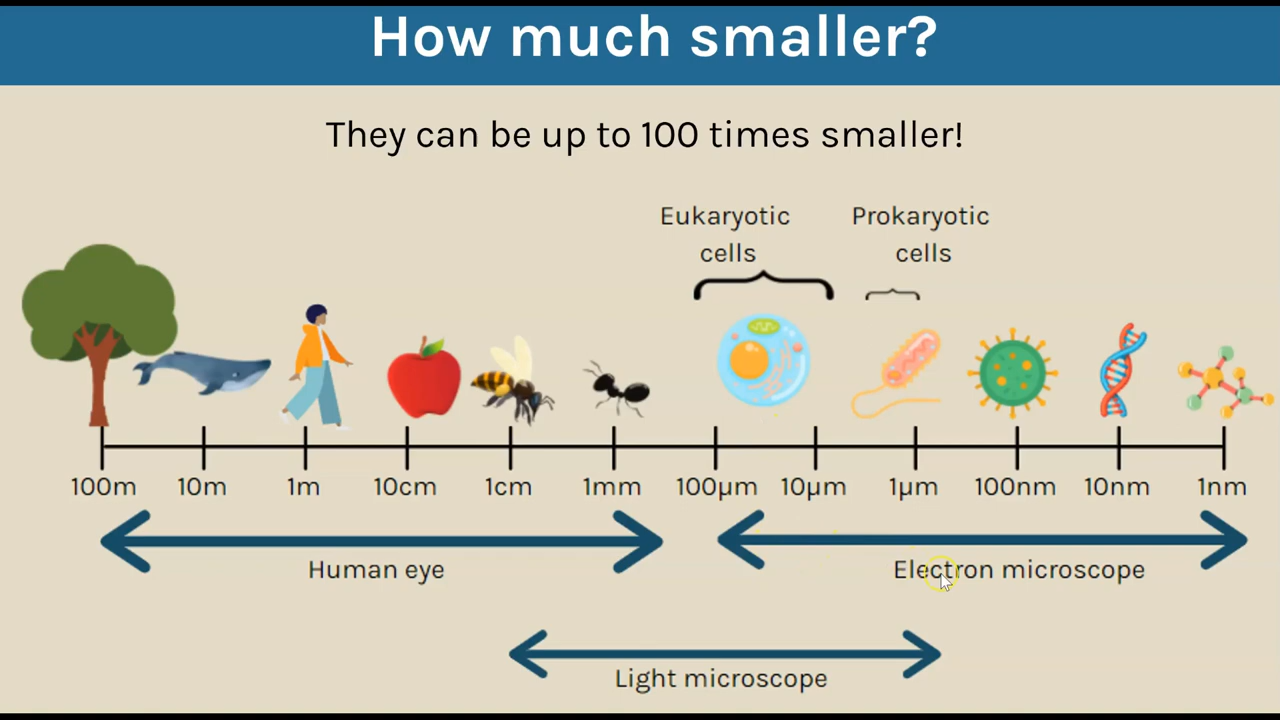 How much smaller?
They can be up to 100 times smaller!
Eukaryotic
cells
Prokaryotic
cells
100m 10m 1m 10cm 1cm 1mm 100µm 10µm 1µm 100nm 10nm 1nm
Human eye
Electron microscope
Light microscope